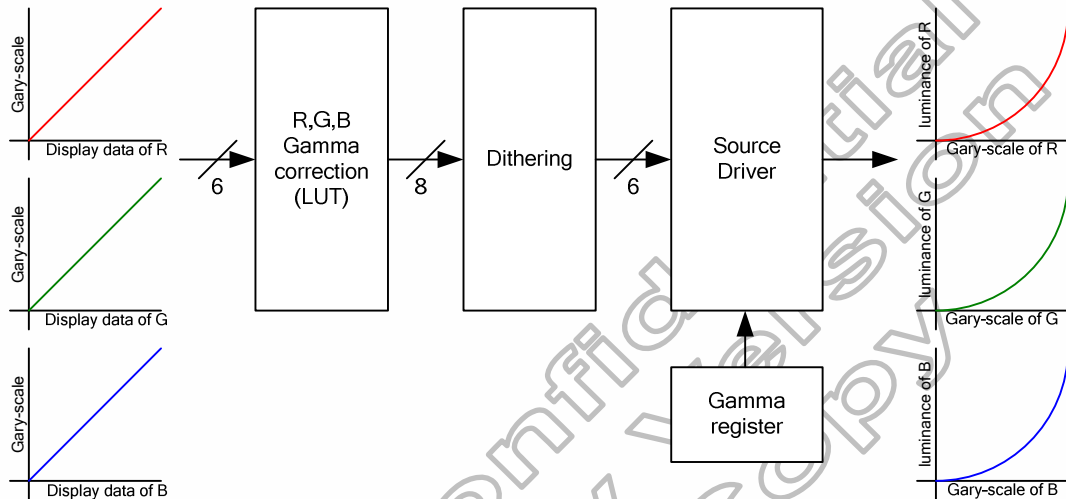 Gary-scale
Display data of R
Gary-scale
Display data of G
Gary-scale
Display data of B
6
R,G,B
Gamma
correction
(LUT)
8
Dithering
6
Source
Driver
Gamma
register
luminance of R
Gary-scale of R
luminance of G
Gary-scale of G
luminance of B
Gary-scale of B